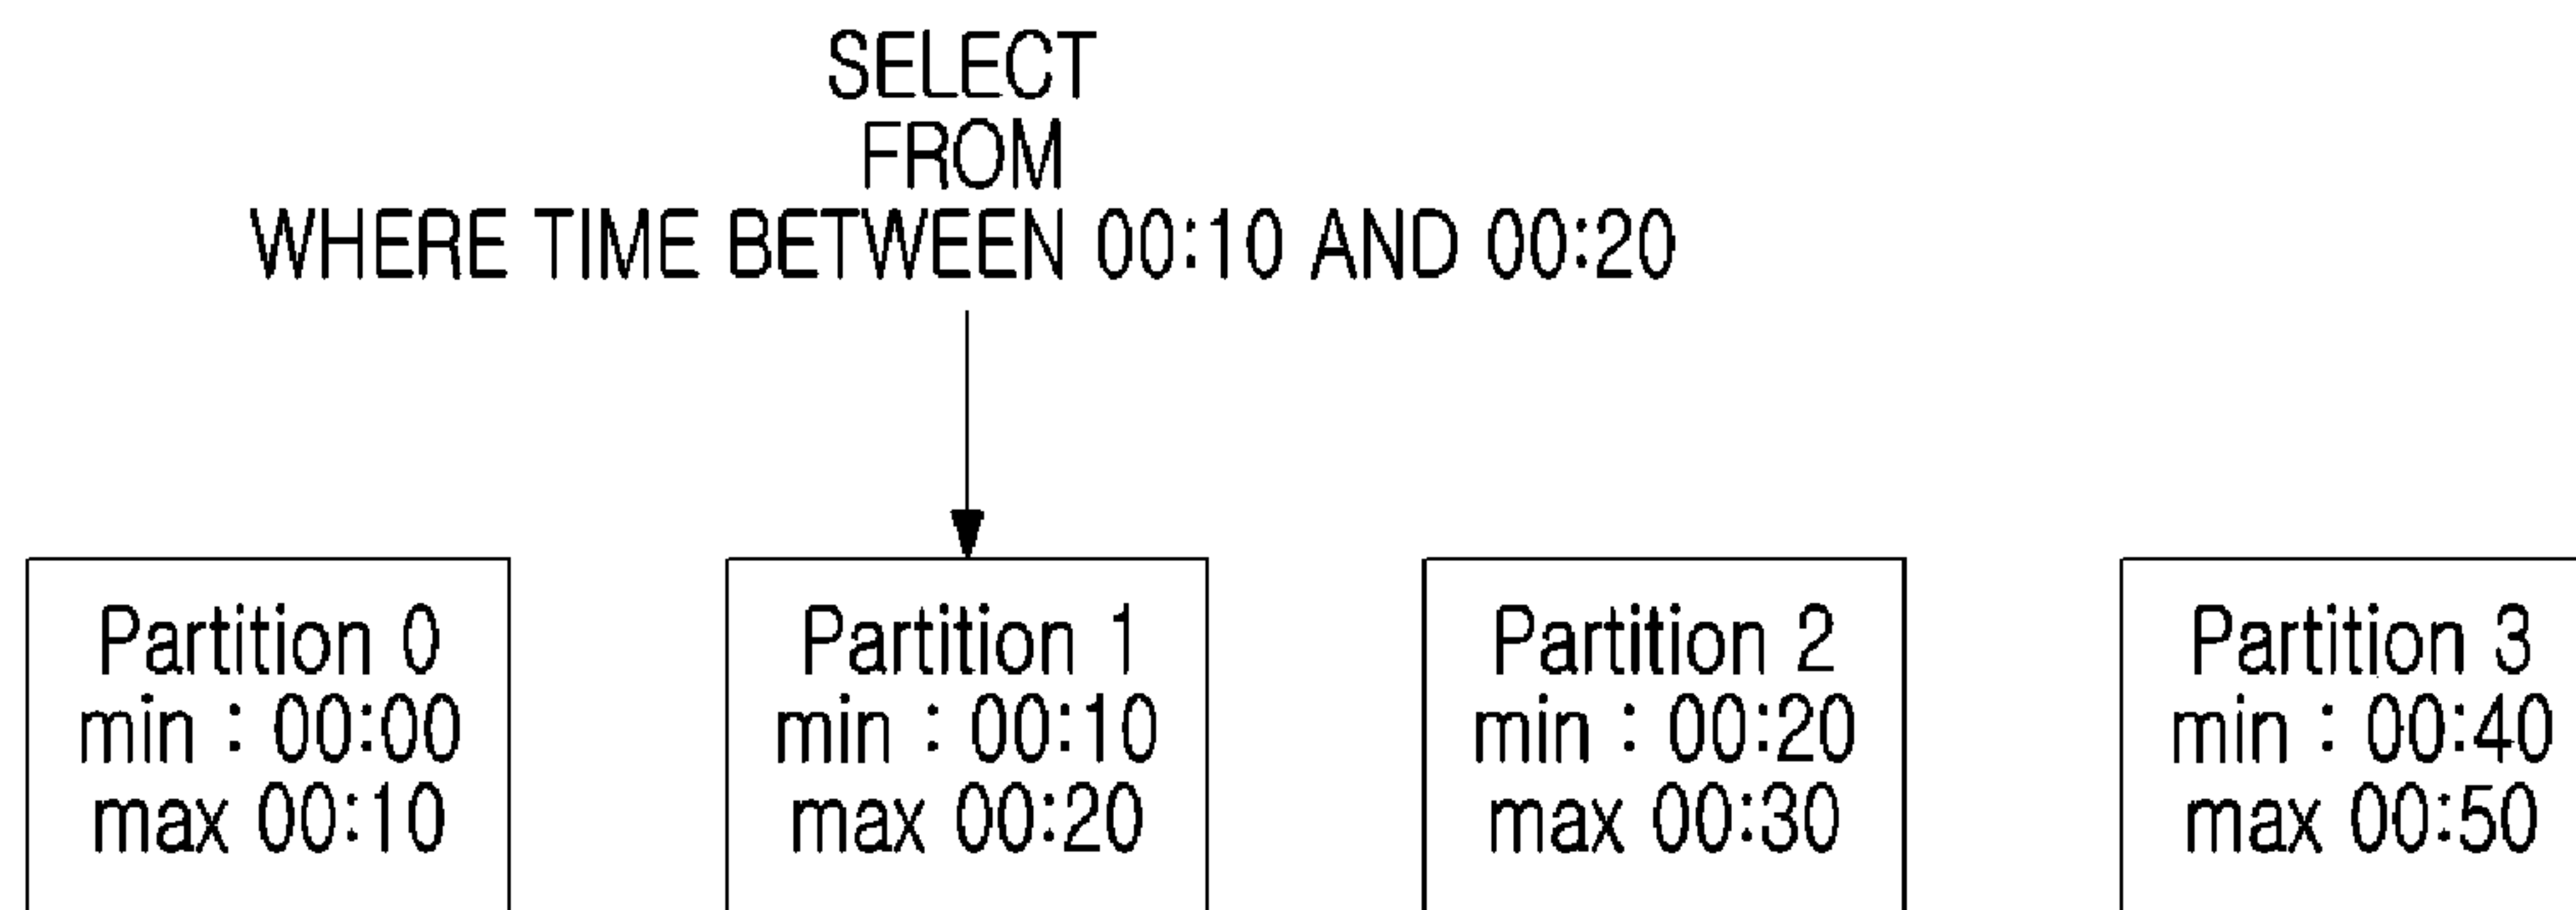 SELECT
FROM
WHERE TIME BETWEEN 00:10 AND 00:20
Partition 0
min : 00:00
max 00:10
Partition 1
min : 00:10
max 00:20
Partition 2
min : 00:20
max 00:30
Partition 3
min : 00:40
max 00:50